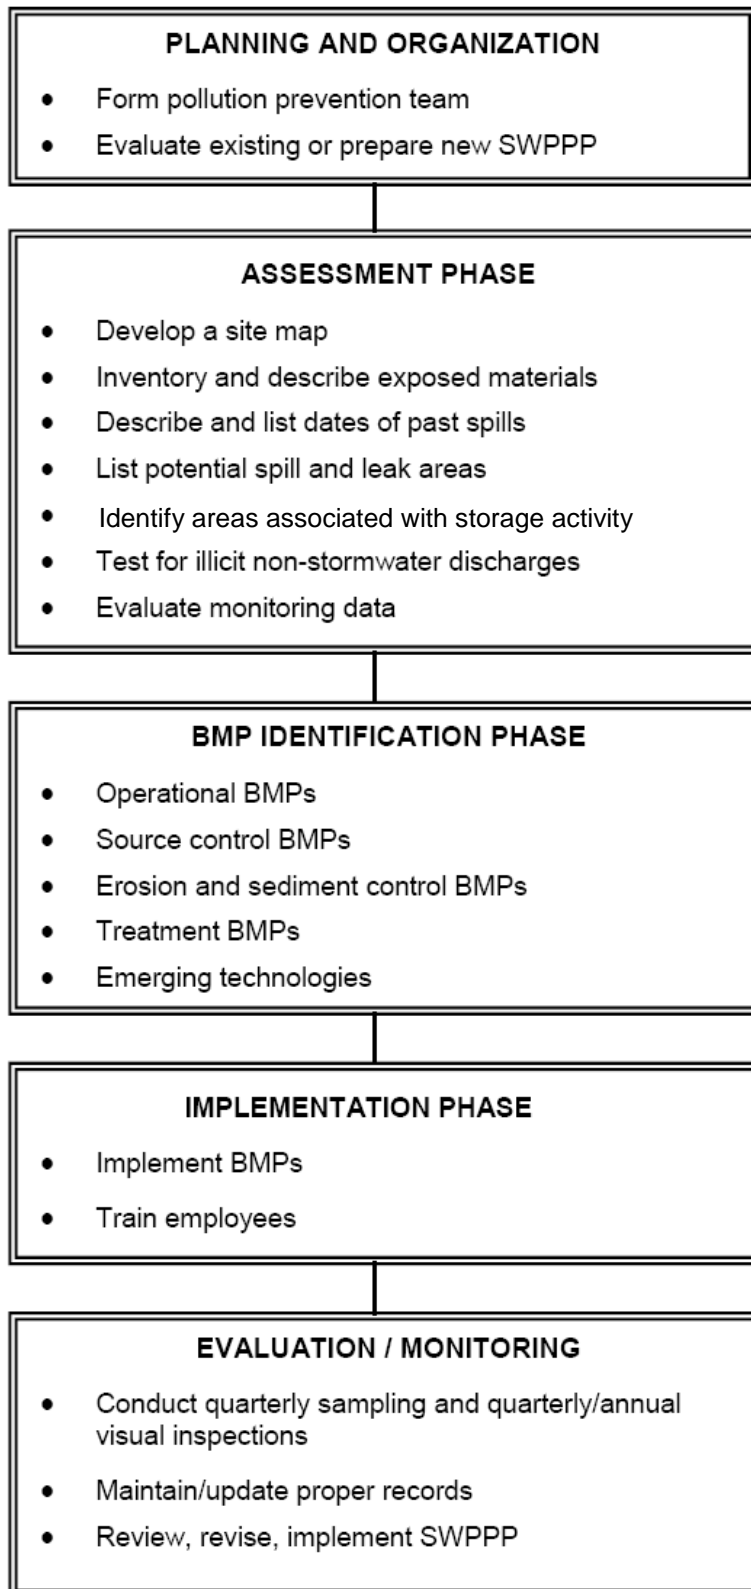 PLANNING AND ORGANIZATION
• Form pollution prevention team
• Evaluate existing or prepare new SWPPP
ASSESSMENT PHASE
• Develop a site map
• Inventory and describe exposed materials
• Describe and list dates of past spills
• List potential spill and leak areas
• Identify areas associated with storage activity
• Test for illicit non-stormwater discharges
• Evaluate monitoring data
BMP IDENTIFICATION PHASE
• Operational BMPs
• Source control BMPs
• Erosion and sediment control BMPs
• Treatment BMPs
• Emerging technologies
IMPLEMENTATION PHASE
• Implement BMPs
• Train employees
EVALUATION / MONITORING
• Conduct quarterly sampling and quarterly/annual
visual inspections
• Maintain/update proper records
• Review, revise, implement SWPPP